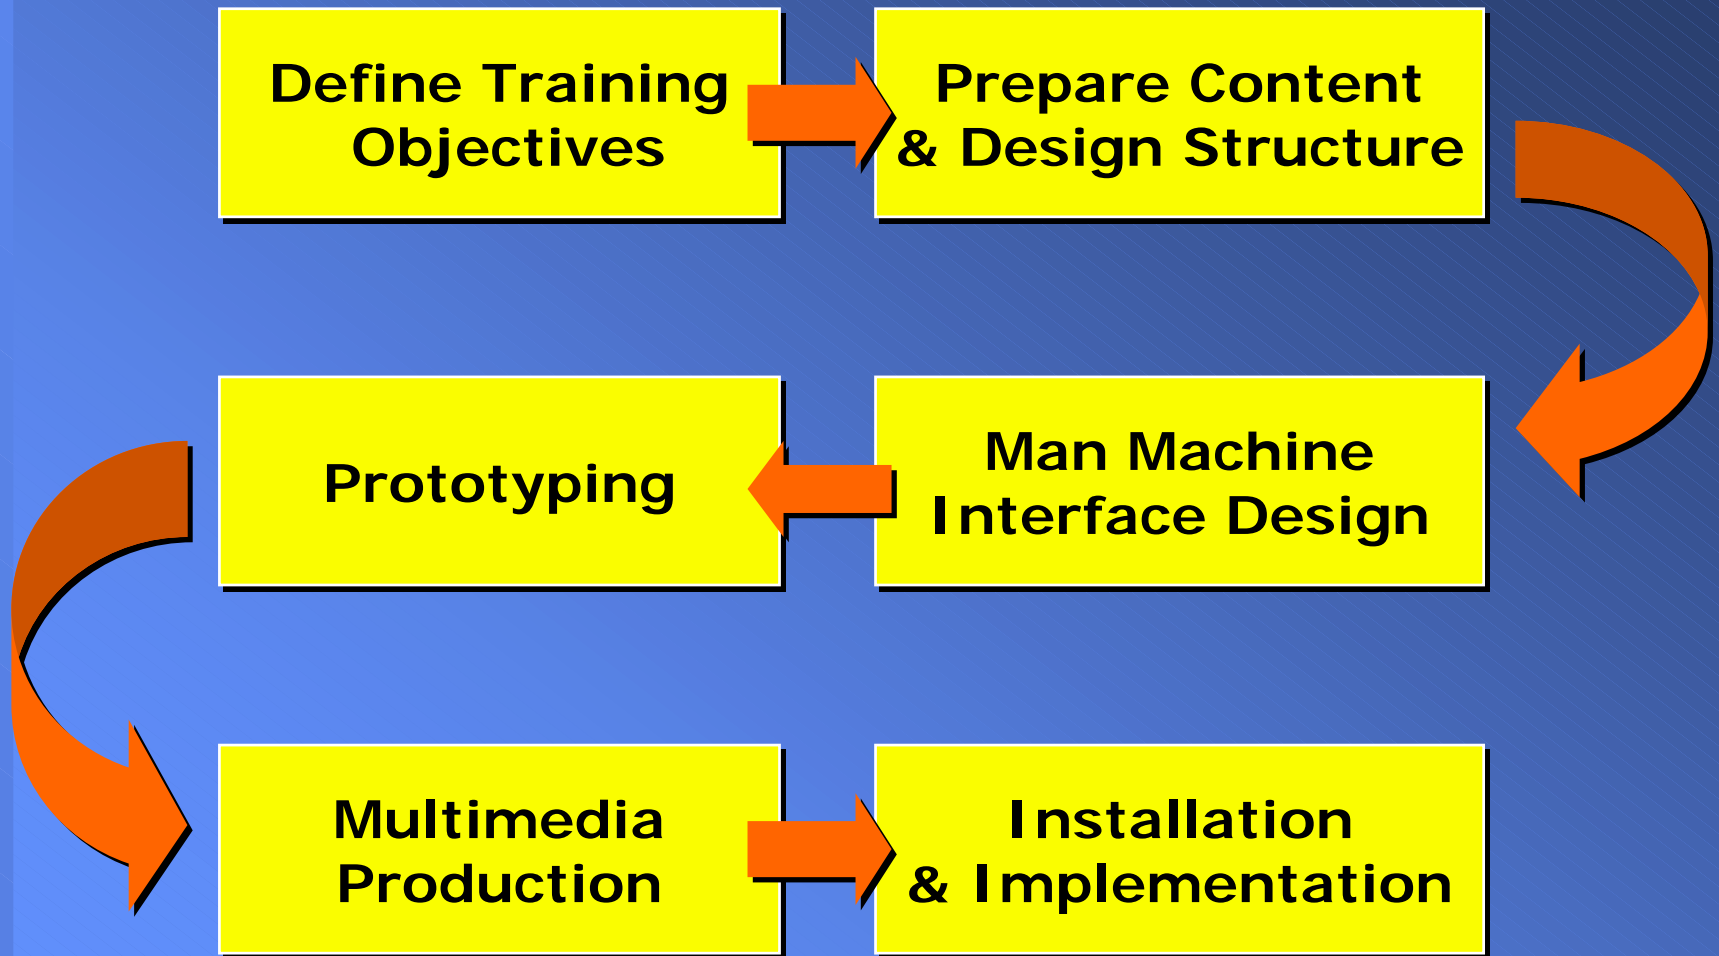 Define Training
Objectives
Prepare Content
& Design Structure
Man Machine
Interface Design
Prototyping
Multimedia
Production
Installation
& Implementation